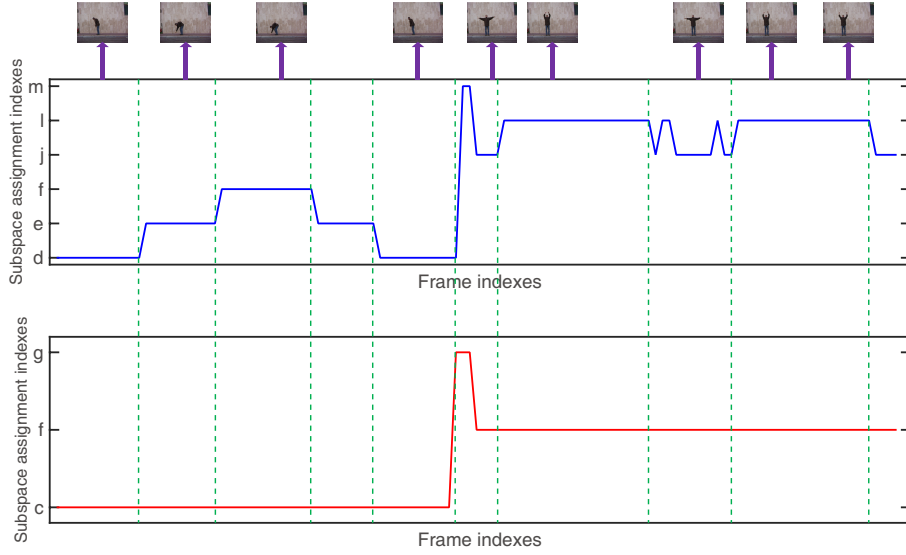 Subspace assignment indexes
m
l
j
f
e
d
Frame indexes
Subspace assignment indexes
g
f
c
Frame indexes